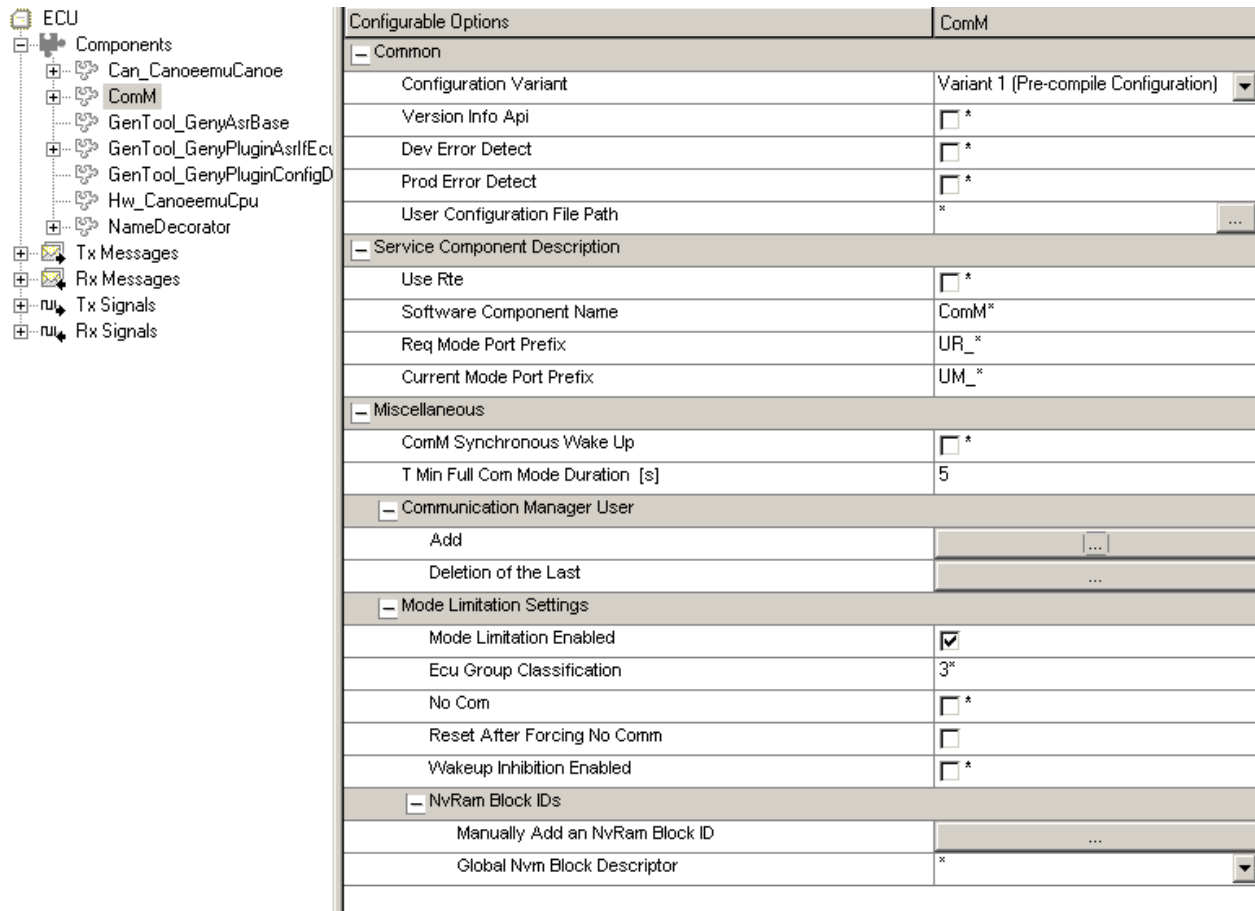 ECU
Components
Can_CanoeemuCanoe
ComM
GenTool_GenyAsrBase
GenTool_GenyPluginAsrIfEcu
GenTool_GenyPluginConfigD
Hw_CanoeemuCpu
NameDecorator
Tx Messages
Rx Messages
Tx Signals
Rx Signals
Configurable Options ComM
Common
Configuration Variant Variant 1 (Pre-compile Configuration)
Version Info Api *
Dev Error Detect *
Prod Error Detect *
User Configuration File Path * ...
Service Component Description
Use Rte *
Software Component Name ComM*
Req Mode Port Prefix UR_*
Current Mode Port Prefix UM_*
Miscellaneous
ComM Synchronous Wake Up *
T Min Full Com Mode Duration [s] 5
Communication Manager User
Add ...
Deletion of the Last ...
Mode Limitation Settings
Mode Limitation Enabled
Ecu Group Classification 3*
No Com *
Reset After Forcing No Comm
Wakeup Inhibition Enabled *
NvRam Block IDs
Manually Add an NvRam Block ID ...
Global Nvm Block Descriptor *